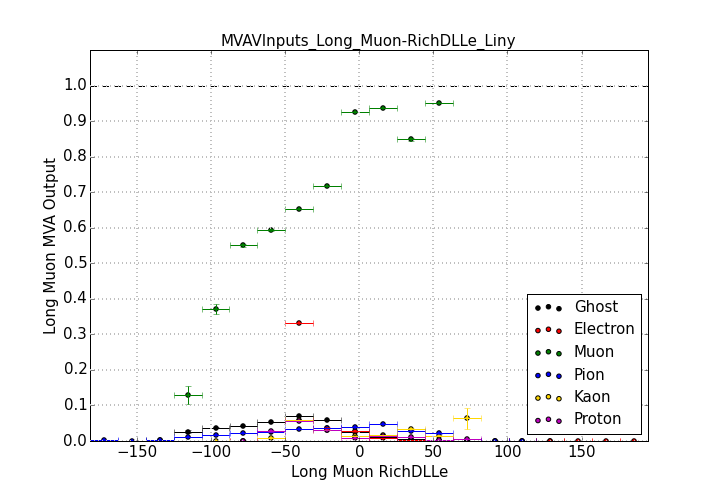 MVAVInputs_Long_Muon-RichDLLe_Liny
1.0
0.9
0.8
0.7
0.6
0.5
0.4
0.3
0.2
0.1
0.0
Long Muon MVA Output
Ghost
Electron
Muon
Pion
Kaon
Proton
−150 −100 −50 0 50 100 150
Long Muon RichDLLe